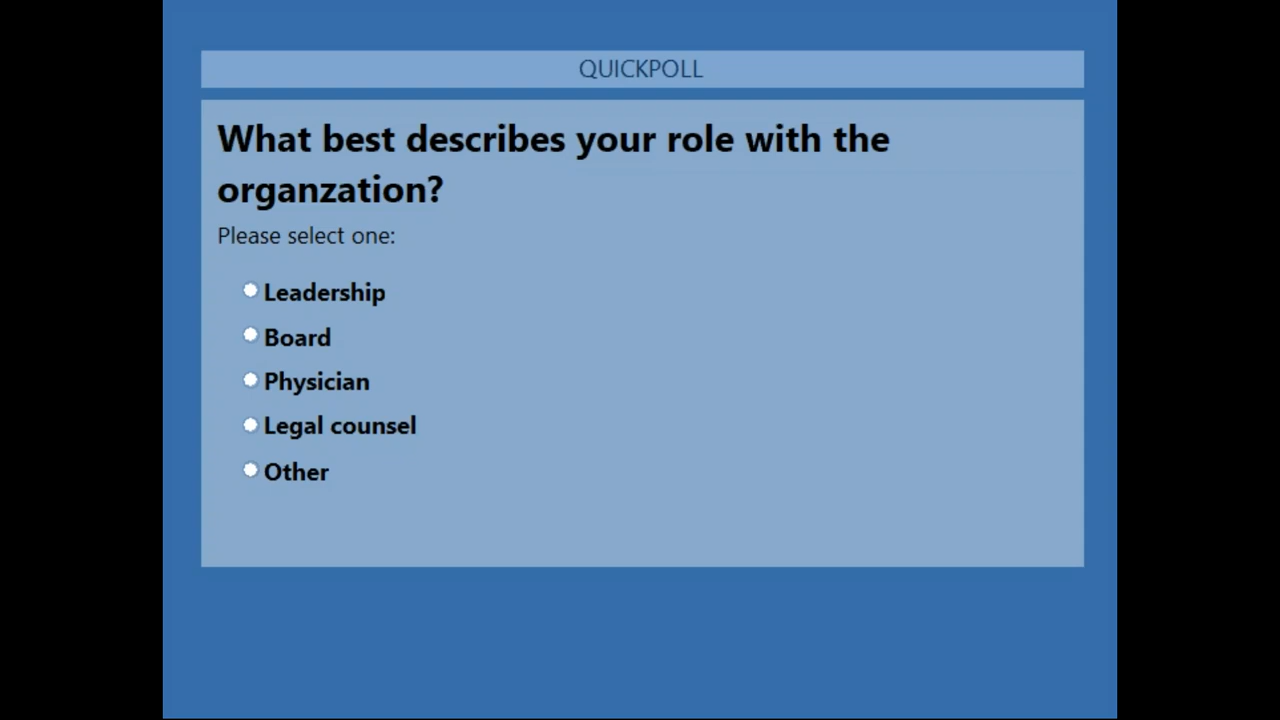 QUICKPOLL
What best describes your role with the
organzation?
Please select one:
Leadership
Board
Physician
Legal counsel
Other